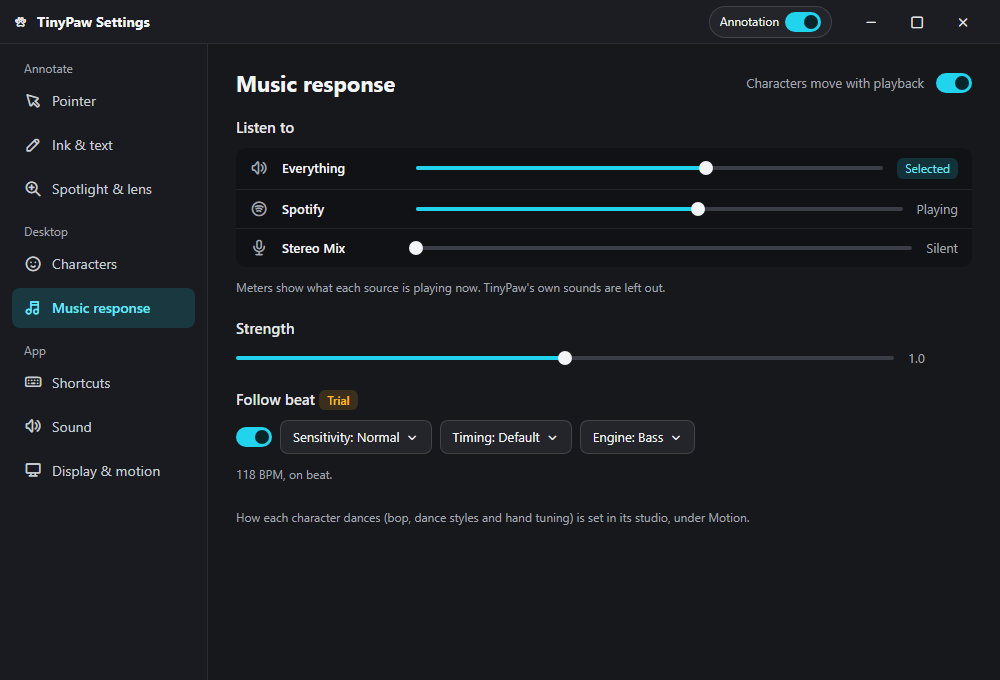 TinyPaw Settings
Annotation
Annotate
Pointer
Ink & text
Spotlight & lens
Desktop
Characters
Music response
App
Shortcuts
Sound
Display & motion
Music response
Characters move with playback
Listen to
Everything
Selected
Spotify
Playing
Stereo Mix
Silent
Meters show what each source is playing now. TinyPaw's own sounds are left out.
Strength
1.0
Follow beat Trial
Sensitivity: Normal
Timing: Default
Engine: Bass
118 BPM, on beat.
How each character dances (bop, dance styles and hand tuning) is set in its studio, under Motion.